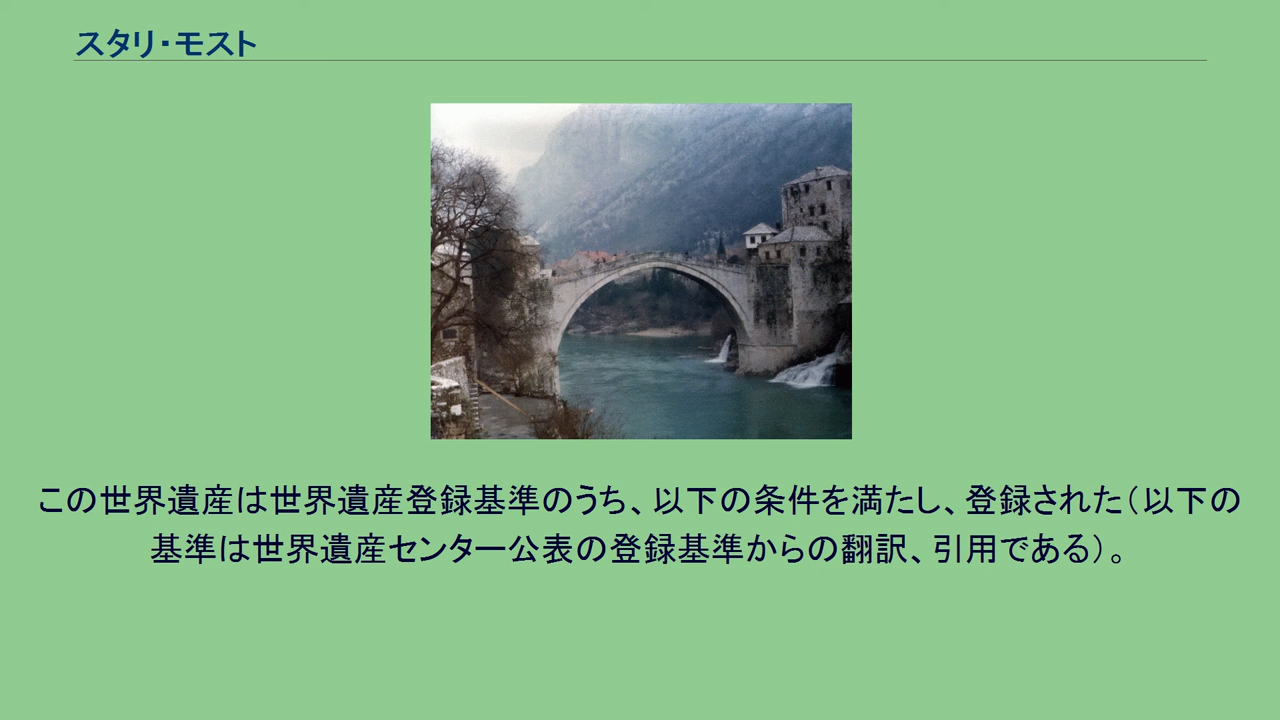 スタリ・モスト
この世界遺産は世界遺産登録基準のうち、以下の条件を満たし、登録された（以下の
基準は世界遺産センター公表の登録基準からの翻訳、引用である）。